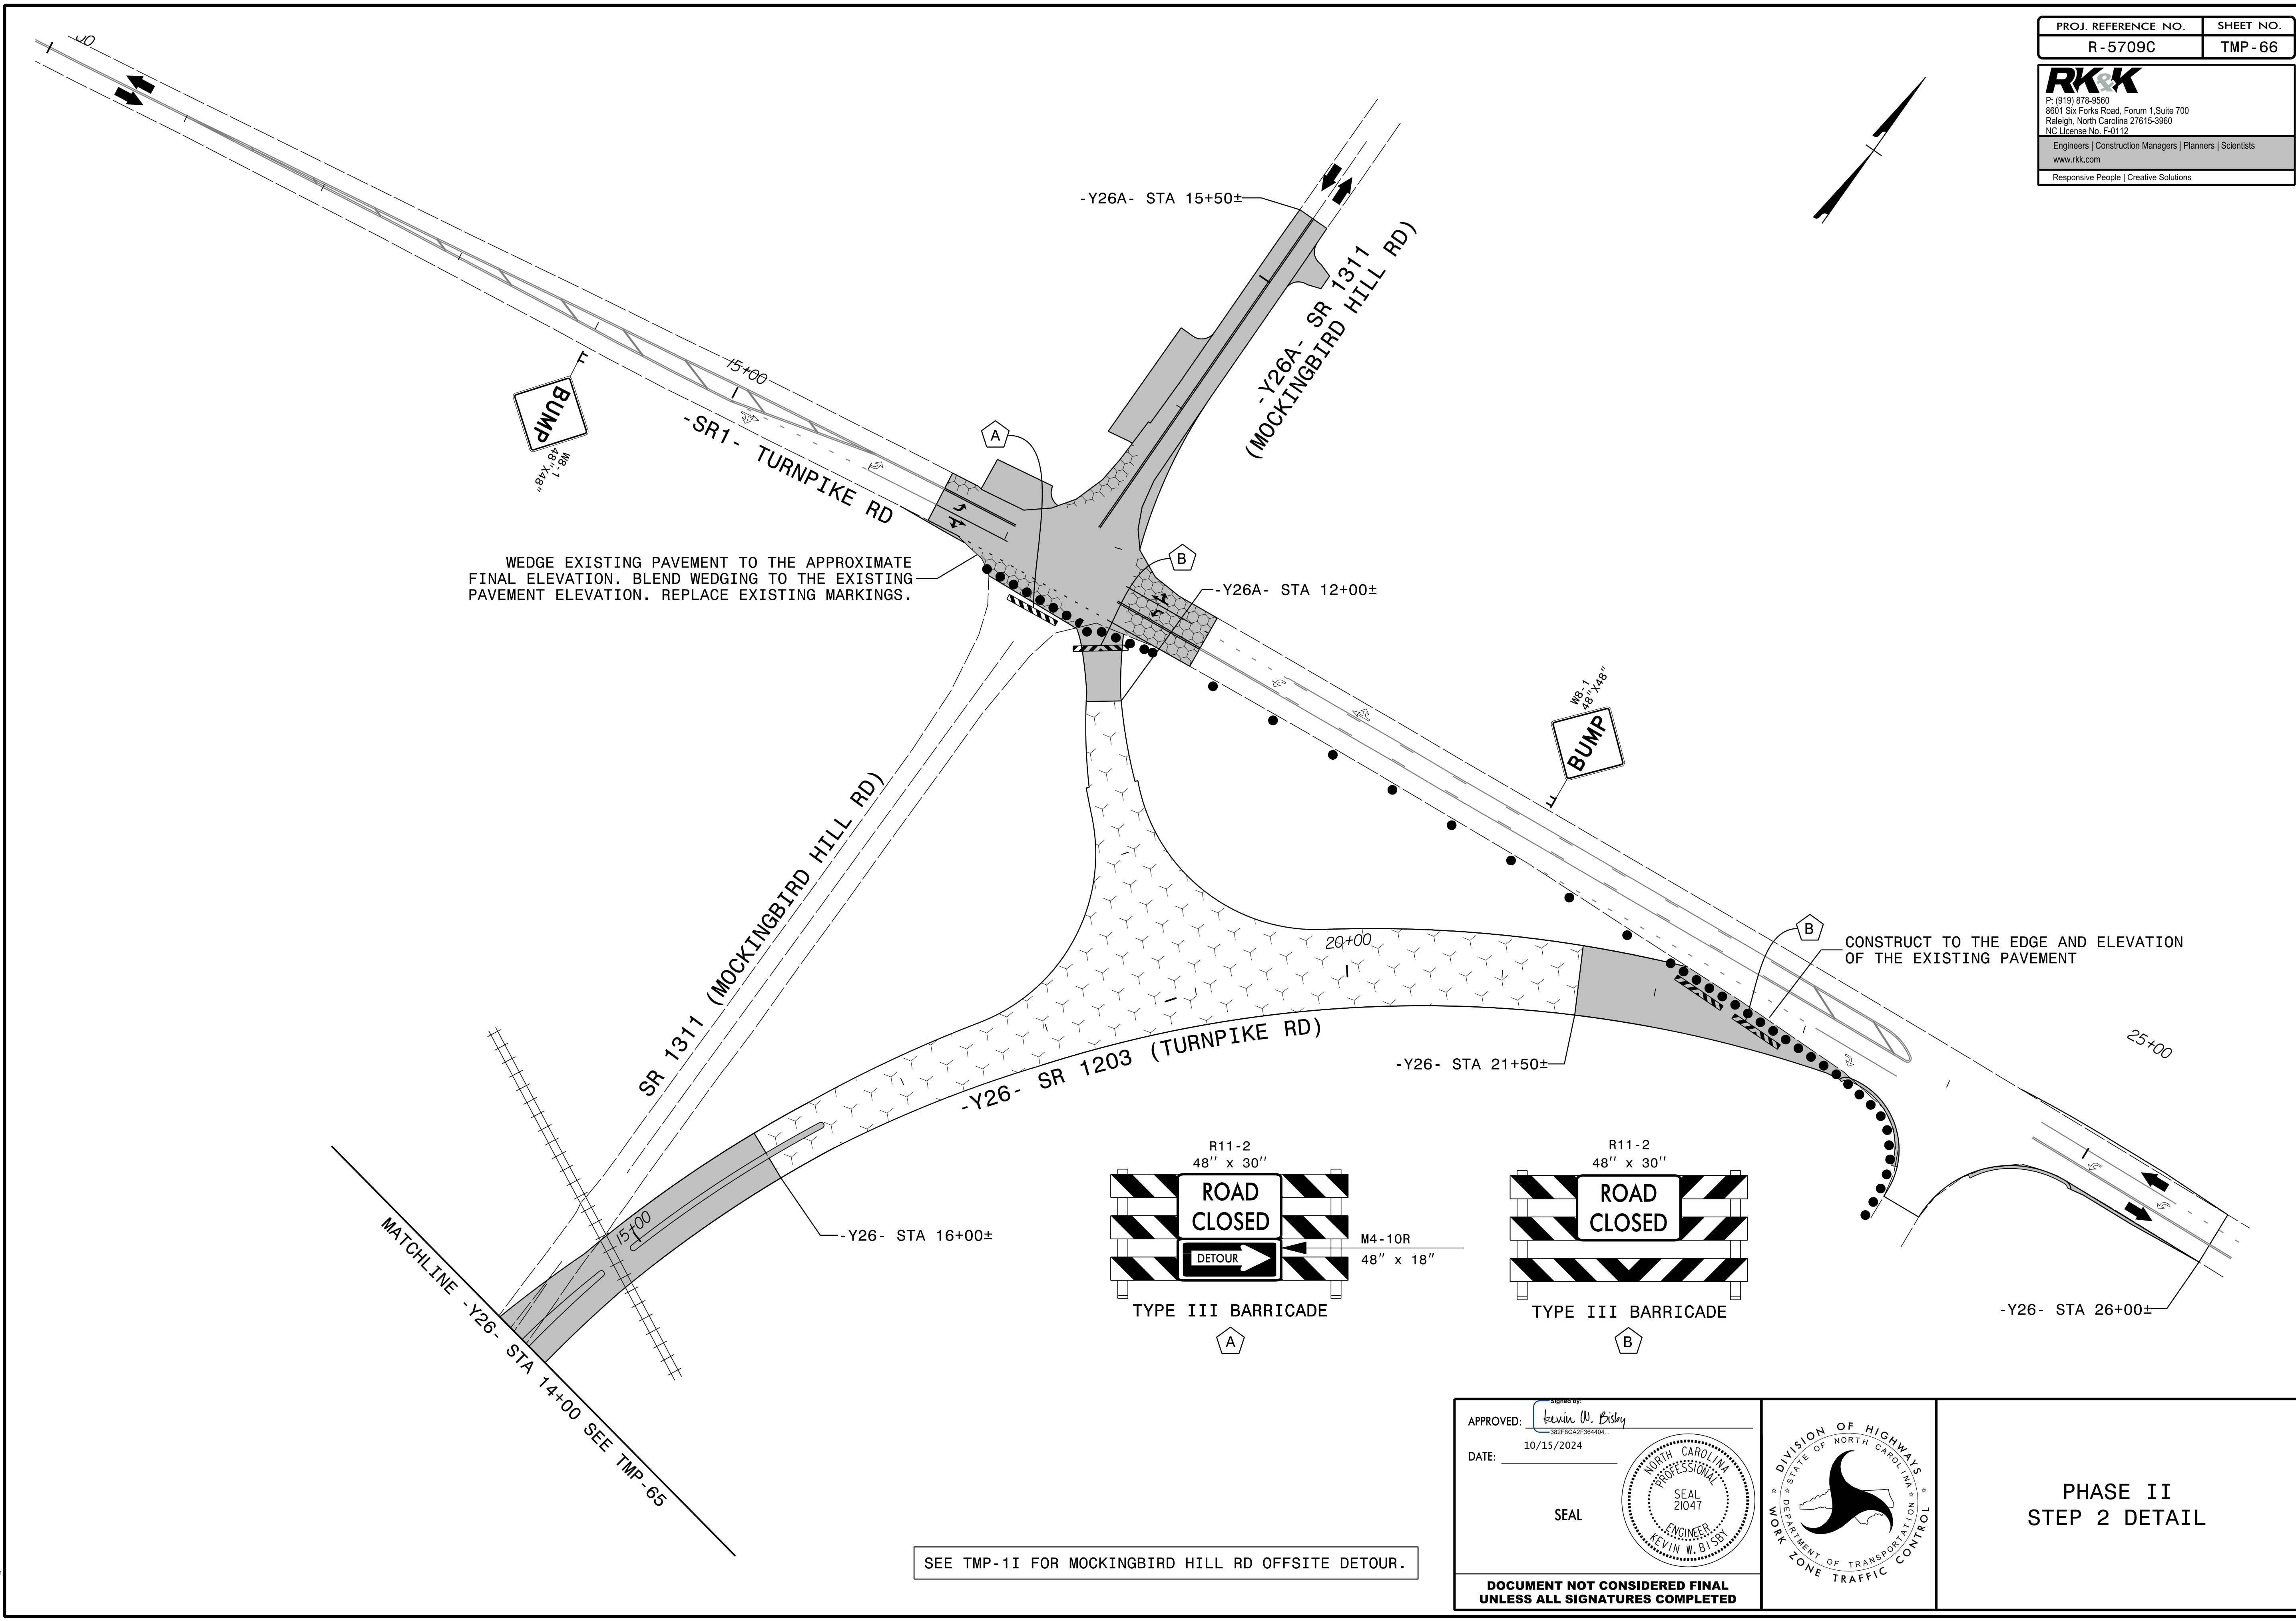 PROJ. REFERENCE NO.
SHEET NO.
R-5709C
TMP-66
RK&K
P: (919) 878-9560
8601 Six Forks Road, Forum 1,Suite 700
Raleigh, North Carolina 27615-3960
NC License No. F-0112
Engineers | Construction Managers | Planners | Scientists
www.rkk.com
Responsive People | Creative Solutions
-Y26A- STA 15+50±
-Y26A- SR 1311
(MOCKINGBIRD HILL RD)
15+00
BUMP
W8-1
48"X48"
-SR1- TURNPIKE RD
A
B
WEDGE EXISTING PAVEMENT TO THE APPROXIMATE
FINAL ELEVATION. BLEND WEDGING TO THE EXISTING
PAVEMENT ELEVATION. REPLACE EXISTING MARKINGS.
-Y26A- STA 12+00±
W8-1
48"X48"
BUMP
SR 1311 (MOCKINGBIRD HILL RD)
B
CONSTRUCT TO THE EDGE AND ELEVATION
OF THE EXISTING PAVEMENT
20+00
25+00
-Y26- SR 1203 (TURNPIKE RD)
-Y26- STA 21+50±
15+00
-Y26- STA 16+00±
MATCHLINE -Y26- STA 14+00 SEE TMP-65
R11-2
48" x 30"
ROAD
CLOSED
DETOUR
M4-10R
48" x 18"
TYPE III BARRICADE
A
R11-2
48" x 30"
ROAD
CLOSED
TYPE III BARRICADE
B
-Y26- STA 26+00±
SEE TMP-1I FOR MOCKINGBIRD HILL RD OFFSITE DETOUR.
Signed by:
APPROVED: Kevin W. Bisby
382F8CA2F364404...
DATE: 10/15/2024
SEAL
NORTH CAROLINA
PROFESSIONAL
SEAL
21047
ENGINEER
KEVIN W. BISBY
DOCUMENT NOT CONSIDERED FINAL
UNLESS ALL SIGNATURES COMPLETED
DIVISION OF HIGHWAYS
STATE OF NORTH CAROLINA
DEPARTMENT OF TRANSPORTATION
WORK ZONE TRAFFIC CONTROL
PHASE II
STEP 2 DETAIL